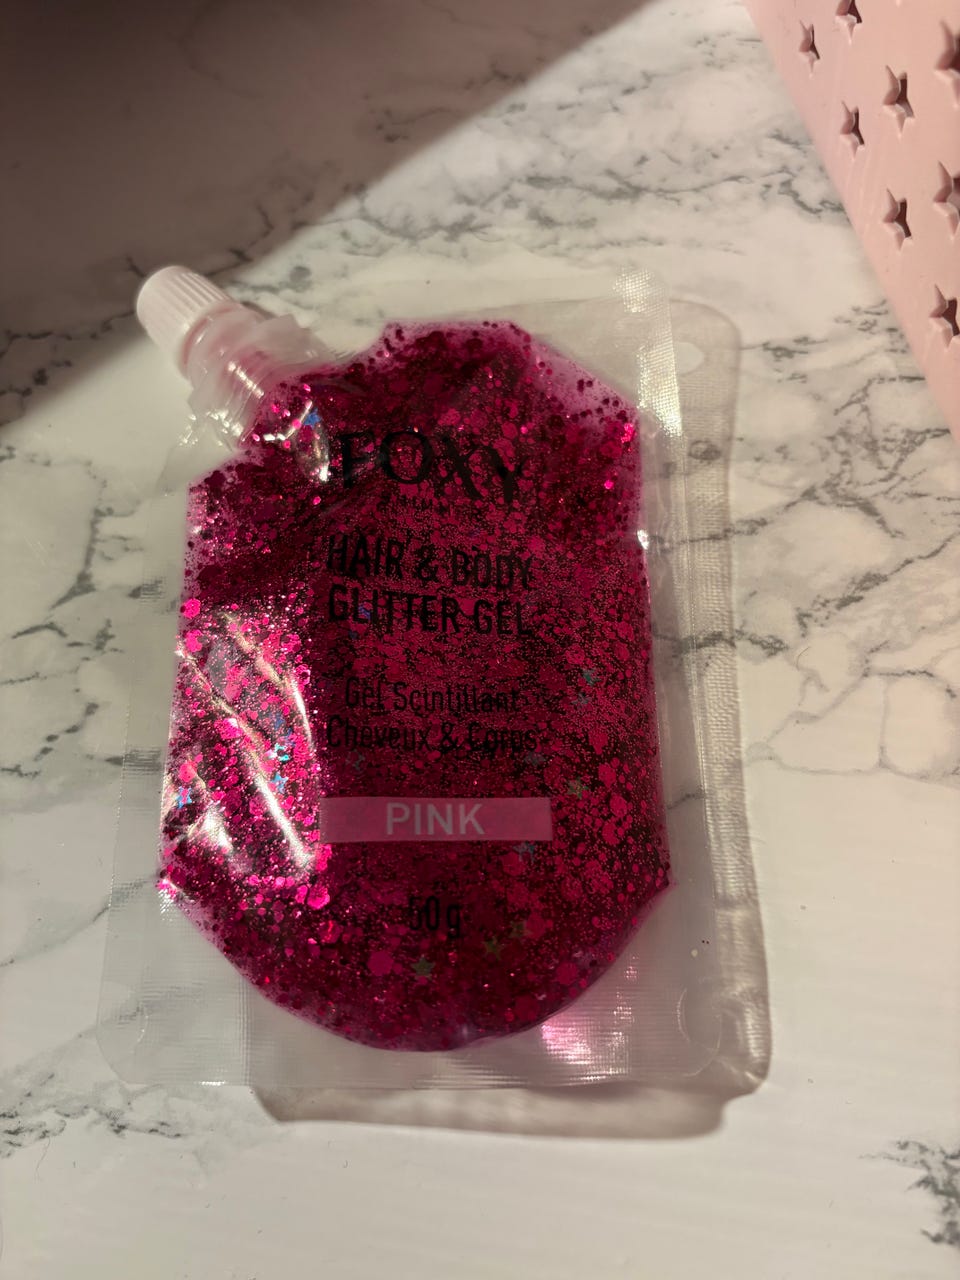 FOXY
HAIR & BODY
GLITTER GEL
Gel Scintillant
Cheveux & Corps
PINK
50g